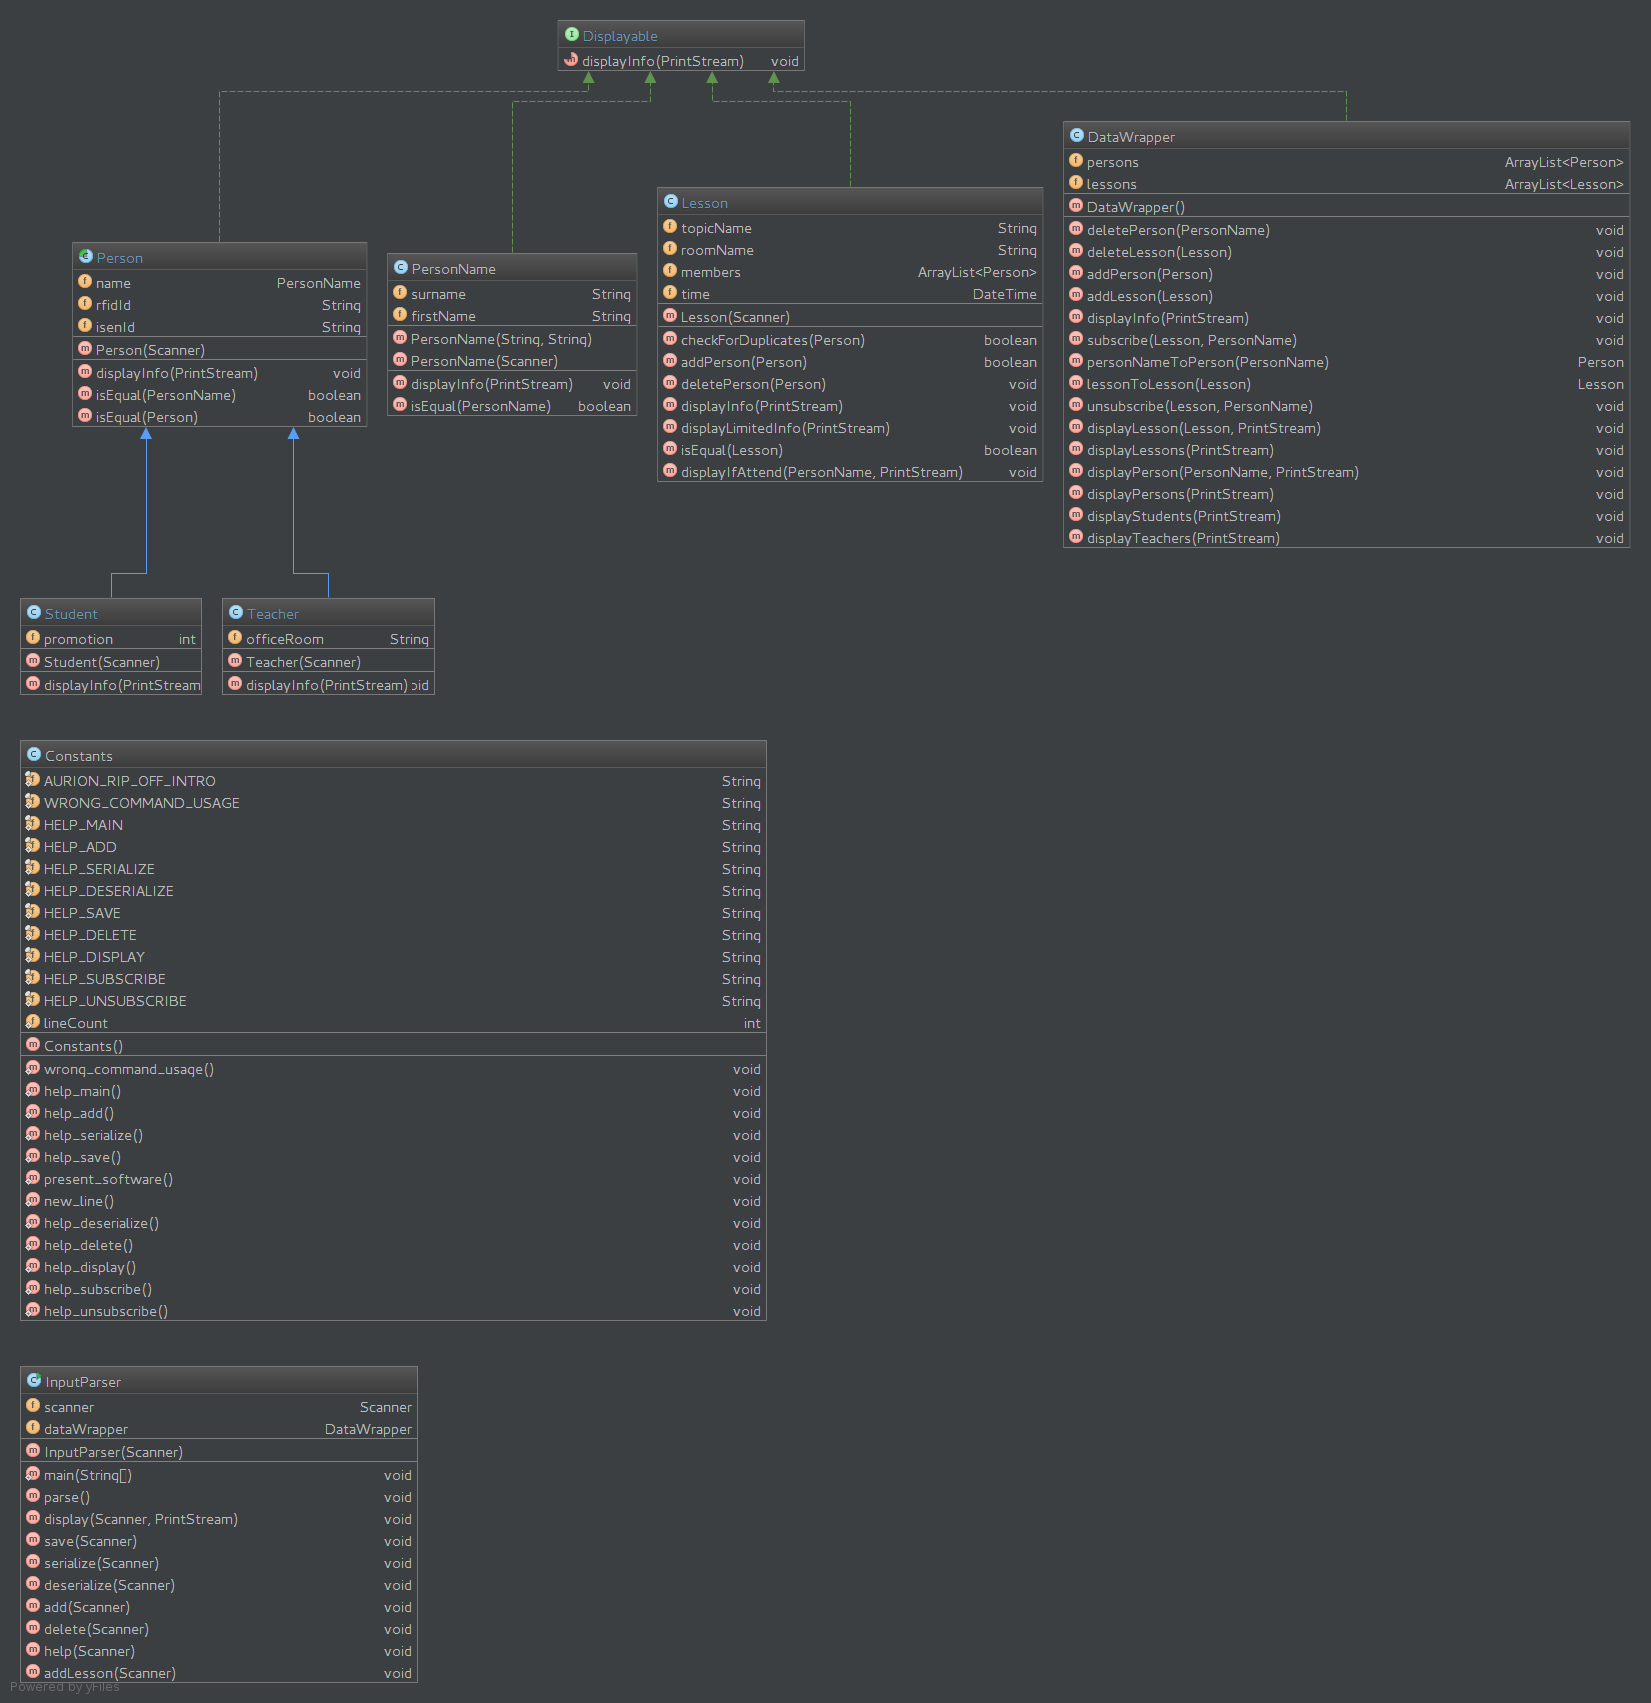 Displayable
displayInfo(PrintStream) void
DataWrapper
persons ArrayList<Person>
lessons ArrayList<Lesson>
DataWrapper()
deletePerson(PersonName) void
deleteLesson(Lesson) void
addPerson(Person) void
addLesson(Lesson) void
displayInfo(PrintStream) void
subscribe(Lesson, PersonName) void
personNameToPerson(PersonName) Person
lessonToLesson(Lesson) Lesson
unsubscribe(Lesson, PersonName) void
displayLesson(Lesson, PrintStream) void
displayLessons(PrintStream) void
displayPerson(PersonName, PrintStream) void
displayPersons(PrintStream) void
displayStudents(PrintStream) void
displayTeachers(PrintStream) void
Lesson
topicName String
roomName String
members ArrayList<Person>
time DateTime
Lesson(Scanner)
checkForDuplicates(Person) boolean
addPerson(Person) boolean
deletePerson(Person) void
displayInfo(PrintStream) void
displayLimitedInfo(PrintStream) void
isEqual(Lesson) boolean
displayIfAttend(PersonName, PrintStream) void
Person
name PersonName
rfidId String
isenId String
Person(Scanner)
displayInfo(PrintStream) void
isEqual(PersonName) boolean
isEqual(Person) boolean
PersonName
surname String
firstName String
PersonName(String, String)
PersonName(Scanner)
displayInfo(PrintStream) void
isEqual(PersonName) boolean
Student
promotion int
Student(Scanner)
displayInfo(PrintStream
Teacher
officeRoom String
Teacher(Scanner)
displayInfo(PrintStream) oid
Constants
AURION_RIP_OFF_INTRO String
WRONG_COMMAND_USAGE String
HELP_MAIN String
HELP_ADD String
HELP_SERIALIZE String
HELP_DESERIALIZE String
HELP_SAVE String
HELP_DELETE String
HELP_DISPLAY String
HELP_SUBSCRIBE String
HELP_UNSUBSCRIBE String
lineCount int
Constants()
wrong_command_usage() void
help_main() void
help_add() void
help_serialize() void
help_save() void
present_software() void
new_line() void
help_deserialize() void
help_delete() void
help_display() void
help_subscribe() void
help_unsubscribe() void
InputParser
scanner Scanner
dataWrapper DataWrapper
InputParser(Scanner)
main(String[]) void
parse() void
display(Scanner, PrintStream) void
save(Scanner) void
serialize(Scanner) void
deserialize(Scanner) void
add(Scanner) void
delete(Scanner) void
help(Scanner) void
addLesson(Scanner) void
Powered by yFiles